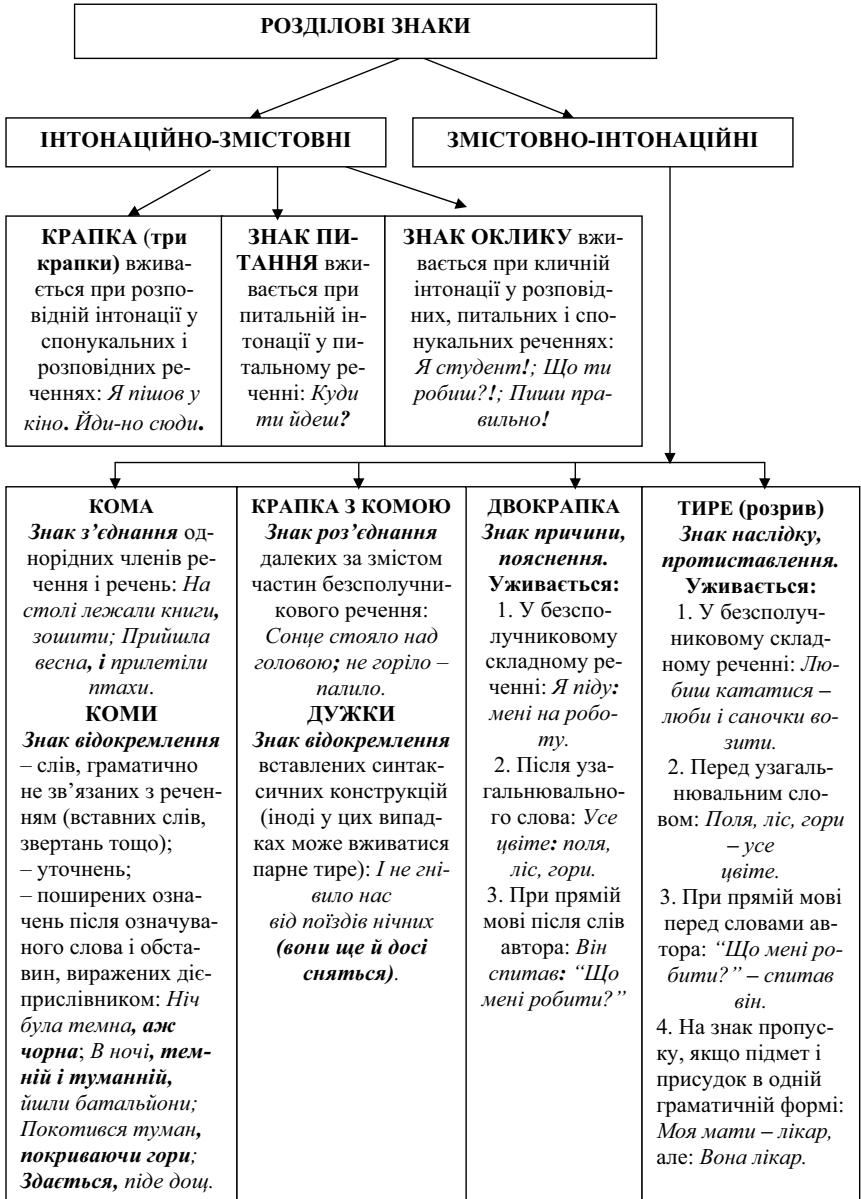 РОЗДІЛОВІ ЗНАКИ
ІНТОНАЦІЙНО-ЗМІСТОВНІ
ЗМІСТОВНО-ІНТОНАЦІЙНІ
КРАПКА (три
крапки) вжива-
ється при розпо-
відній інтонації у
спонукальних і
розповідних ре-
ченнях: Я пішов у
кіно. Йди-но сюди.
ЗНАК ПИ-
ТАННЯ вжи-
вається при
питальній ін-
тонації у пи-
тальному ре-
ченні: Куди
ти йдеш?
ЗНАК ОКЛИКУ вжи-
вається при кличній
інтонації у розповід-
них, питальних і спо-
нукальних реченнях:
Я студент!; Що ти
робиш?!; Пиши пра-
вильно!
КОМА
Знак з’єднання од-
норідних членів ре-
чення і речень: На
столі лежали книги,
зошити; Прийшла
весна, і прилетіли
птахи.
КОМИ
Знак відокремлення
– слів, граматично
не зв’язаних з речен-
ням (вставних слів,
звертань тощо);
– уточнень;
– поширених озна-
чень після означува-
ного слова і обста-
вин, виражених діє-
прислівником: Ніч
була темна, аж
чорна; В ночі, тем-
ній і туманній,
йшли батальйони;
Покотився туман,
покриваючи гори;
Здається, піде дощ.
КРАПКА З КОМОЮ
Знак роз’єднання
далеких за змістом
частин безсполучни-
кового речення:
Сонце стояло над
головою; не горіло –
палило.
ДУЖКИ
Знак відокремлення
вставлених синтак-
сичних конструкцій
(іноді у цих випад-
ках може вживатися
парне тире): І не гні-
вило нас
від поїздів нічних
(вони ще й досі
сняться).
ДВОКРАПКА
Знак причини,
пояснення.
Уживається:
1. У безспо-
лучниковому
складному ре-
ченні: Я піду:
мені на робо-
ту.
2. Після уза-
гальнювально-
го слова: Усе
цвіте: поля,
ліс, гори.
3. При прямій
мові після слів
автора: Він
спитав: “Що
мені робити?”
ТИРЕ (розрив)
Знак наслідку,
протиставлення.
Уживається:
1. У безсполуч-
никовому склад-
ному реченні: Лю-
биш кататися –
люби і саночки во-
зити.
2. Перед узагаль-
нювальним сло-
вом: Поля, ліс, гори
– усе
цвіте.
3. При прямій мові
перед словами ав-
тора: “Що мені ро-
бити?” – спитав
він.
4. На знак пропус-
ку, якщо підмет і
присудок в одній
граматичній формі:
Моя мати – лікар,
але: Вона лікар.